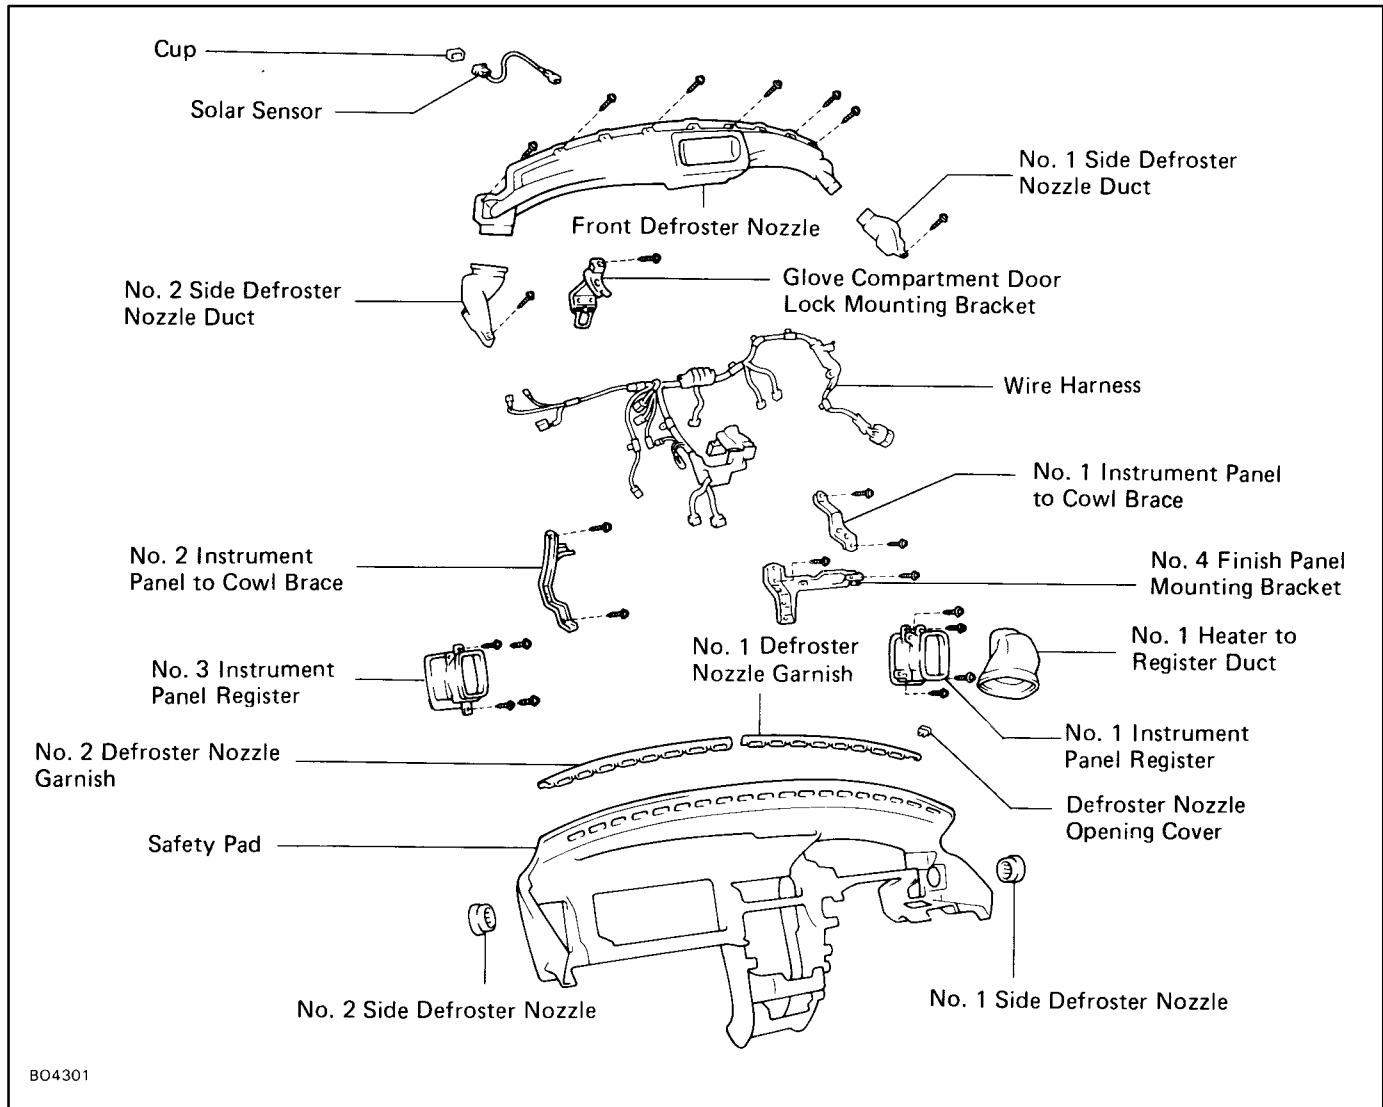 Cup
Solar Sensor
No. 1 Side Defroster
Nozzle Duct
Front Defroster Nozzle
No. 2 Side Defroster
Nozzle Duct
Glove Compartment Door
Lock Mounting Bracket
Wire Harness
No. 1 Instrument Panel
to Cowl Brace
No. 2 Instrument
Panel to Cowl Brace
No. 4 Finish Panel
Mounting Bracket
No. 3 Instrument
Panel Register
No. 1 Defroster
Nozzle Garnish
No. 1 Heater to
Register Duct
No. 2 Defroster Nozzle
Garnish
No. 1 Instrument
Panel Register
Defroster Nozzle
Opening Cover
Safety Pad
No. 2 Side Defroster Nozzle
No. 1 Side Defroster Nozzle
BO4301